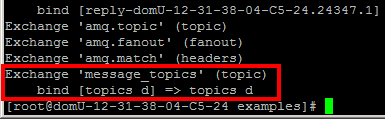 bind [reply-domU-12-31-38-04-C5-24.24347.1]
Exchange 'amq.topic' (topic)
Exchange 'amq.fanout' (fanout)
Exchange 'amq.match' (headers)
Exchange 'message_topics' (topic)
bind [topics d] => topics d
[root@domU-12-31-38-04-C5-24 examples]#